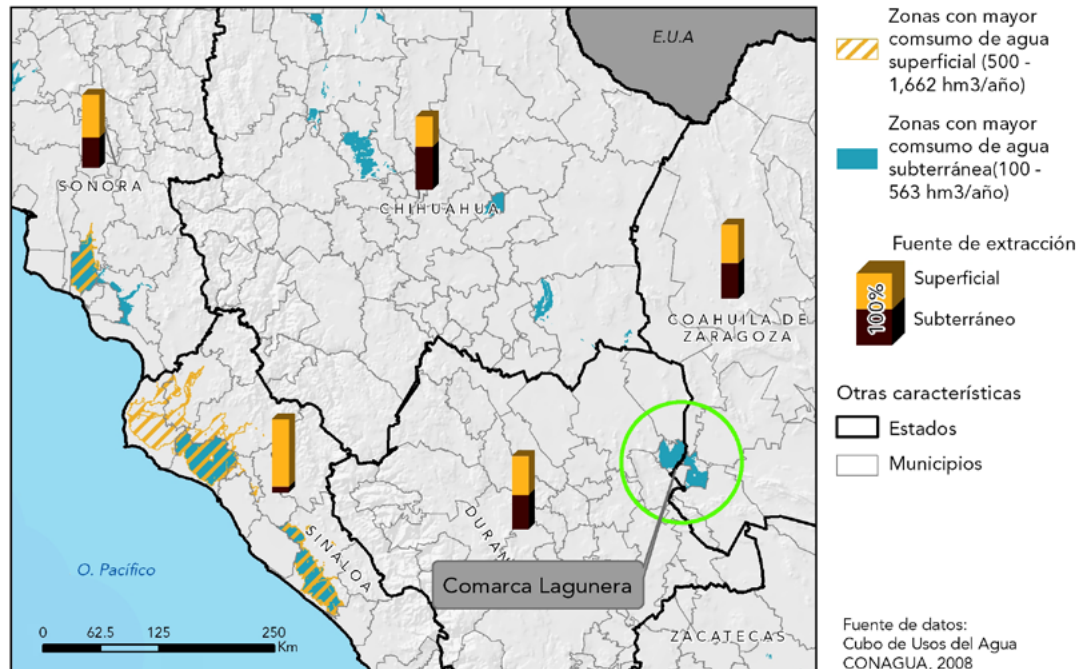 E.U.A
SONORA
CHIHUAHUA
COAHUILA DE
ZARAGOZA
SINALOA
DURAN
Comarca Lagunera
O. Pacífico
ZACATECAS
0 62.5 125 250
Km
Zonas con mayor
comsumo de agua
superficial (500 -
1,662 hm3/año)
Zonas con mayor
comsumo de agua
subterránea(100 -
563 hm3/año)
Fuente de extracción
100%
Superficial
Subterráneo
Otras característicias
Estados
Municipios
Fuente de datos:
Cubo de Usos del Agua
CONAGUA, 2008